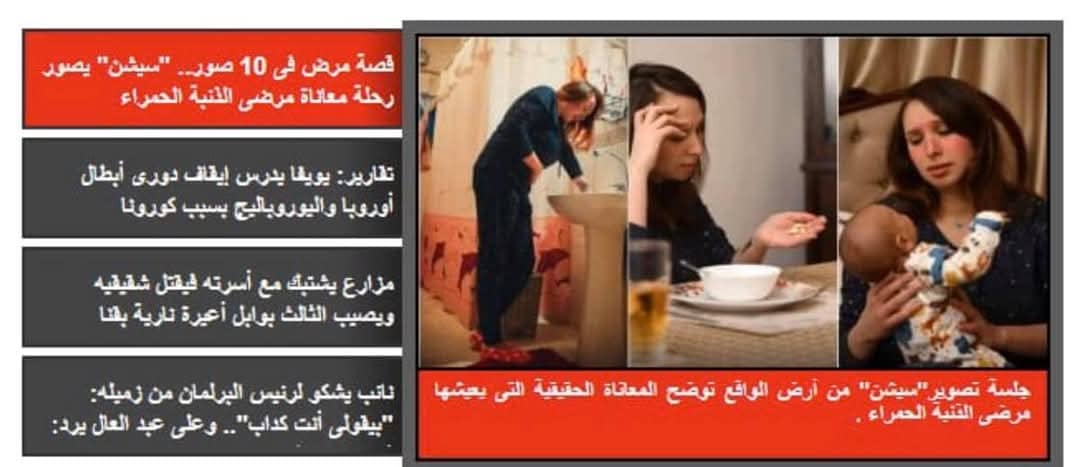 قصة مرض فى 10 صور.. "سيشن" يصور
رحلة معاناة مرضى الذئبة الحمراء
تقارير: يويفا يدرس إيقاف دورى أبطال
أوروبا واليوروباليج بسبب كورونا
مزارع يشتبك مع أسرته فيقتل شقيقيه
ويصيب الثالث بوابل أعيرة نارية بقنا
نائب يشكو لرئيس البرلمان من زميله:
"بيقولى أنت كداب".. وعلى عبد العال يرد:
جلسة تصوير"سيشن" من أرض الواقع توضح المعاناة الحقيقية التى يعيشها
مرضى الذئبة الحمراء .